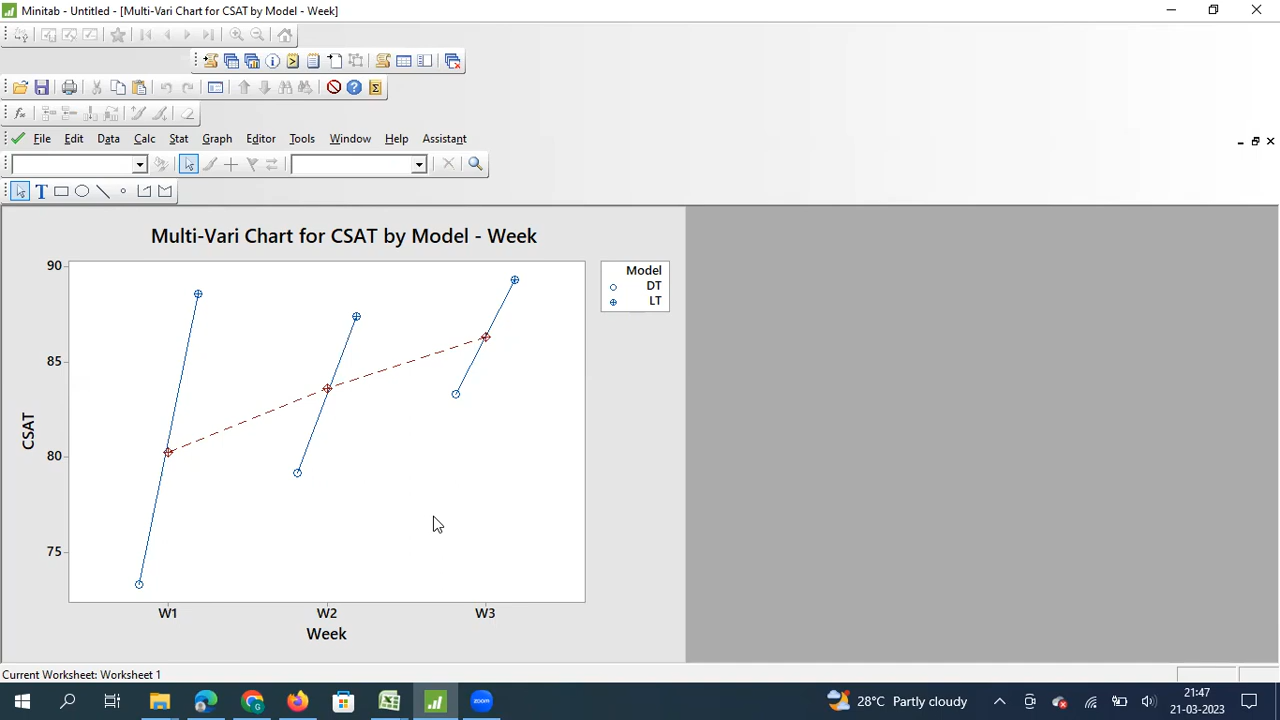 Minitab - Untitled - [Multi-Vari Chart for CSAT by Model - Week]
File Edit Data Calc Stat Graph Editor Tools Window Help Assistant
Multi-Vari Chart for CSAT by Model - Week
Model
DT
LT
90
85
80
75
CSAT
W1 W2 W3
Week
Current Worksheet: Worksheet 1
zoom
28°C Partly cloudy
21:47
21-03-2023